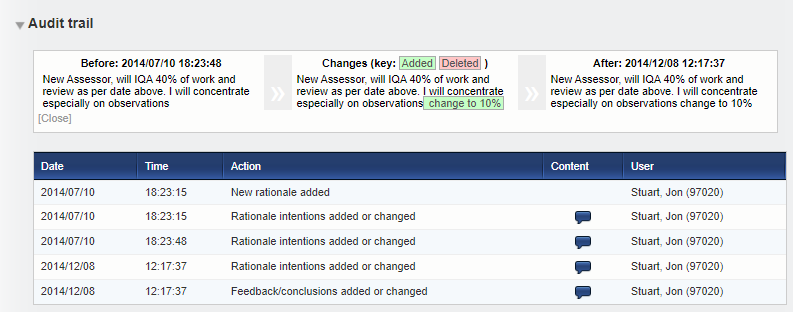 Audit trail
Before: 2014/07/10 18:23:48
New Assessor, will IQA 40% of work and
review as per date above. I will concentrate
especially on observations
[Close]
»
Changes (key: Added Deleted )
New Assessor, will IQA 40% of work and
review as per date above. I will concentrate
especially on observations change to 10%
»
After: 2014/12/08 12:17:37
New Assessor, will IQA 40% of work and
review as per date above. I will concentrate
especially on observations change to 10%
Date Time Action Content User
2014/07/10 18:23:15 New rationale added Stuart, Jon (97020)
2014/07/10 18:23:15 Rationale intentions added or changed Stuart, Jon (97020)
2014/07/10 18:23:48 Rationale intentions added or changed Stuart, Jon (97020)
2014/12/08 12:17:37 Rationale intentions added or changed Stuart, Jon (97020)
2014/12/08 12:17:37 Feedback/conclusions added or changed Stuart, Jon (97020)